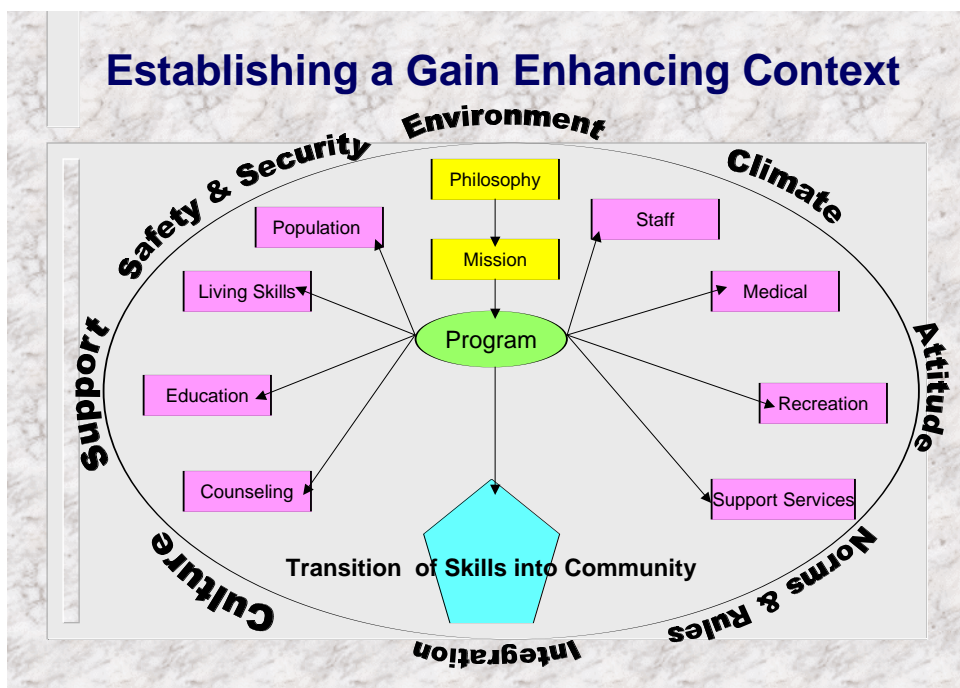 Establishing a Gain Enhancing Context
Environment
Safety & Security
Climate
Philosophy
Population
Staff
Mission
Living Skills
Medical
Program
Support
Attitude
Education
Recreation
Counseling
Support Services
Culture
Transition of Skills into Community
Norms & Rules
Integration